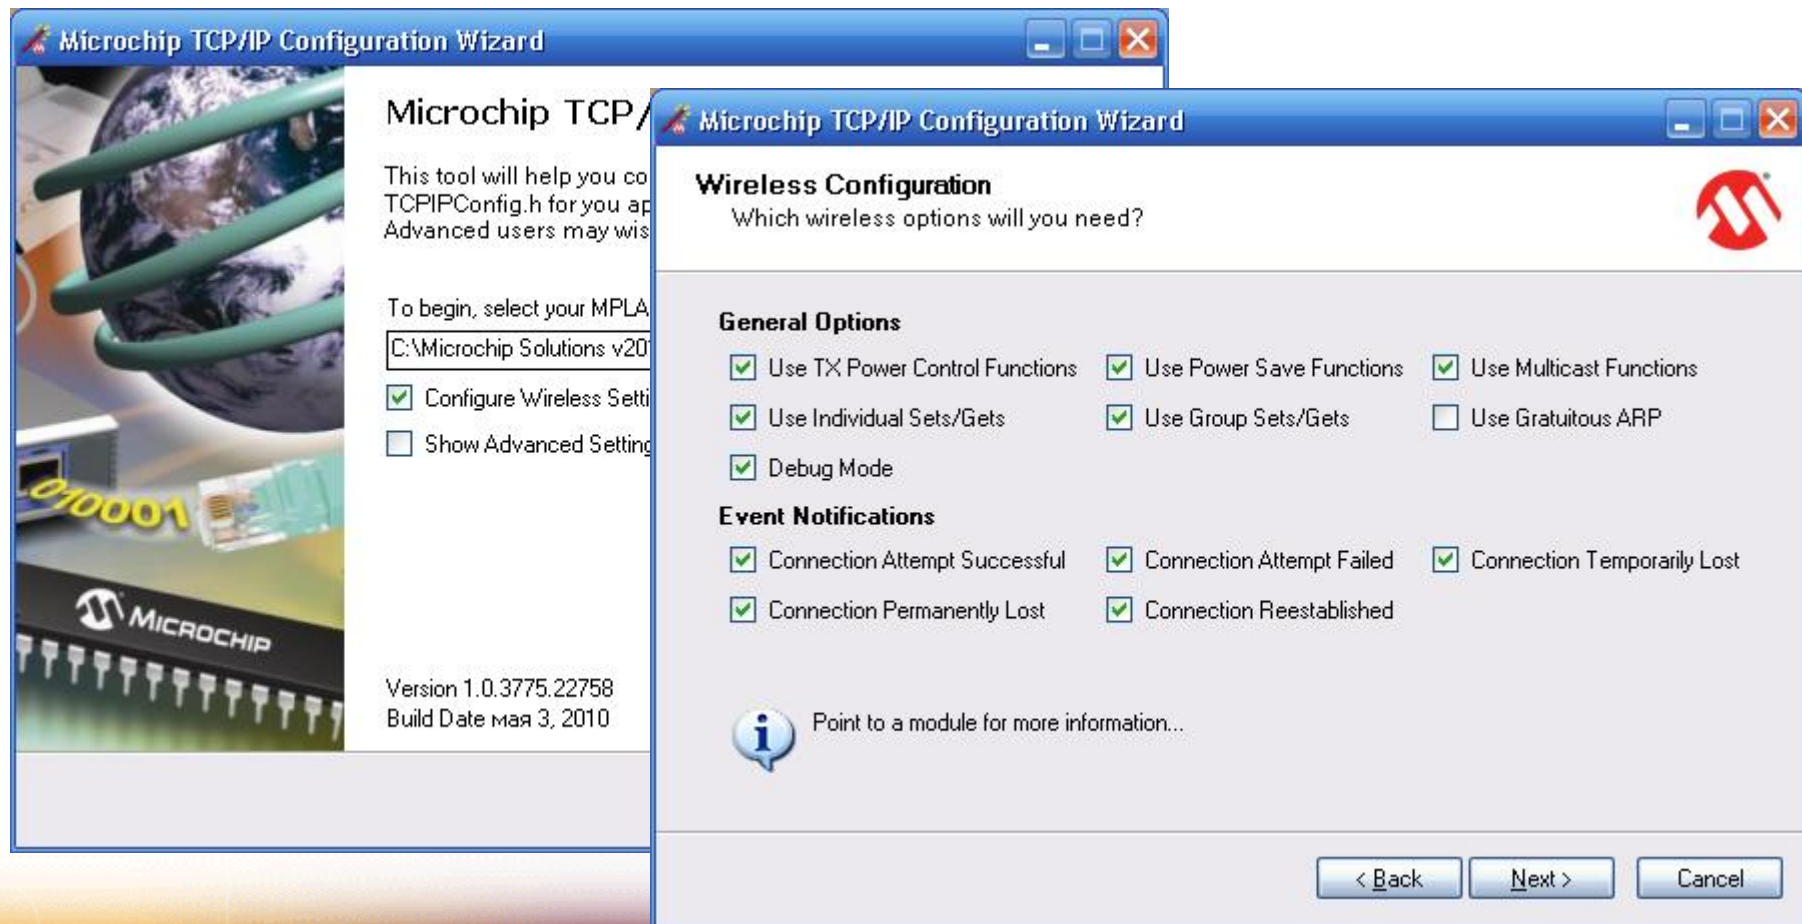 Microchip TCP/IP Configuration Wizard
Microchip TCP/
This tool will help you co
TCPIPConfig.h for you ap
Advanced users may wis
To begin, select your MPLA
C:\Microchip Solutions v201
Configure Wireless Setti
Show Advanced Setting
010001
MICROCHIP
Version 1.0.3775.22758
Build Date мая 3, 2010
Microchip TCP/IP Configuration Wizard
Wireless Configuration
Which wireless options will you need?
General Options
Use TX Power Control Functions Use Power Save Functions Use Multicast Functions
Use Individual Sets/Gets Use Group Sets/Gets Use Gratuitous ARP
Debug Mode
Event Notifications
Connection Attempt Successful Connection Attempt Failed Connection Temporarily Lost
Connection Permanently Lost Connection Reestablished
Point to a module for more information...
< Back Next > Cancel